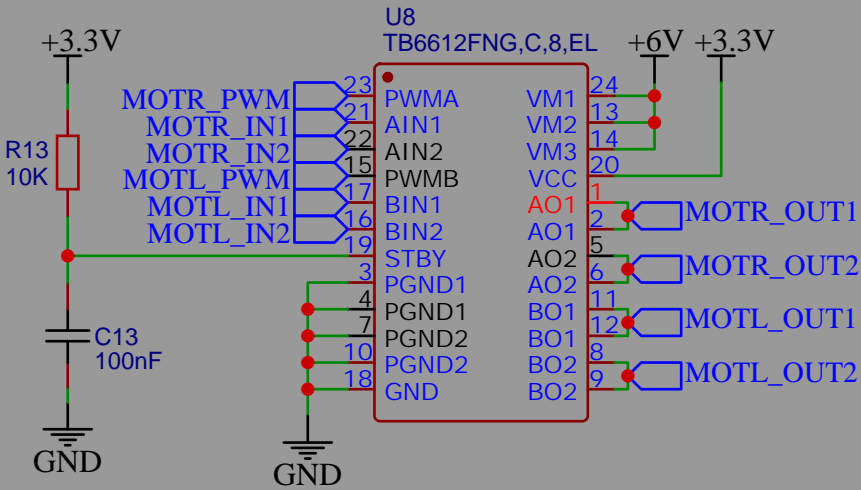 U8
TB6612FNG,C,8,EL
+3.3V
+6V +3.3V
MOTR_PWM 23 PWMA VM1 24
MOTR_IN1 21 AIN1 VM2 13
MOTR_IN2 22 AIN2 VM3 14
MOTL_PWM 15 PWMB VCC 20
MOTL_IN1 17 BIN1 AO1 1
MOTL_IN2 16 BIN2 AO1 2 MOTR_OUT1
19 STBY AO2 5
3 PGND1 AO2 6 MOTR_OUT2
4 PGND1 BO1 11
7 PGND2 BO1 12 MOTL_OUT1
10 PGND2 BO2 8
18 GND BO2 9 MOTL_OUT2
R13
10K
C13
100nF
GND
GND